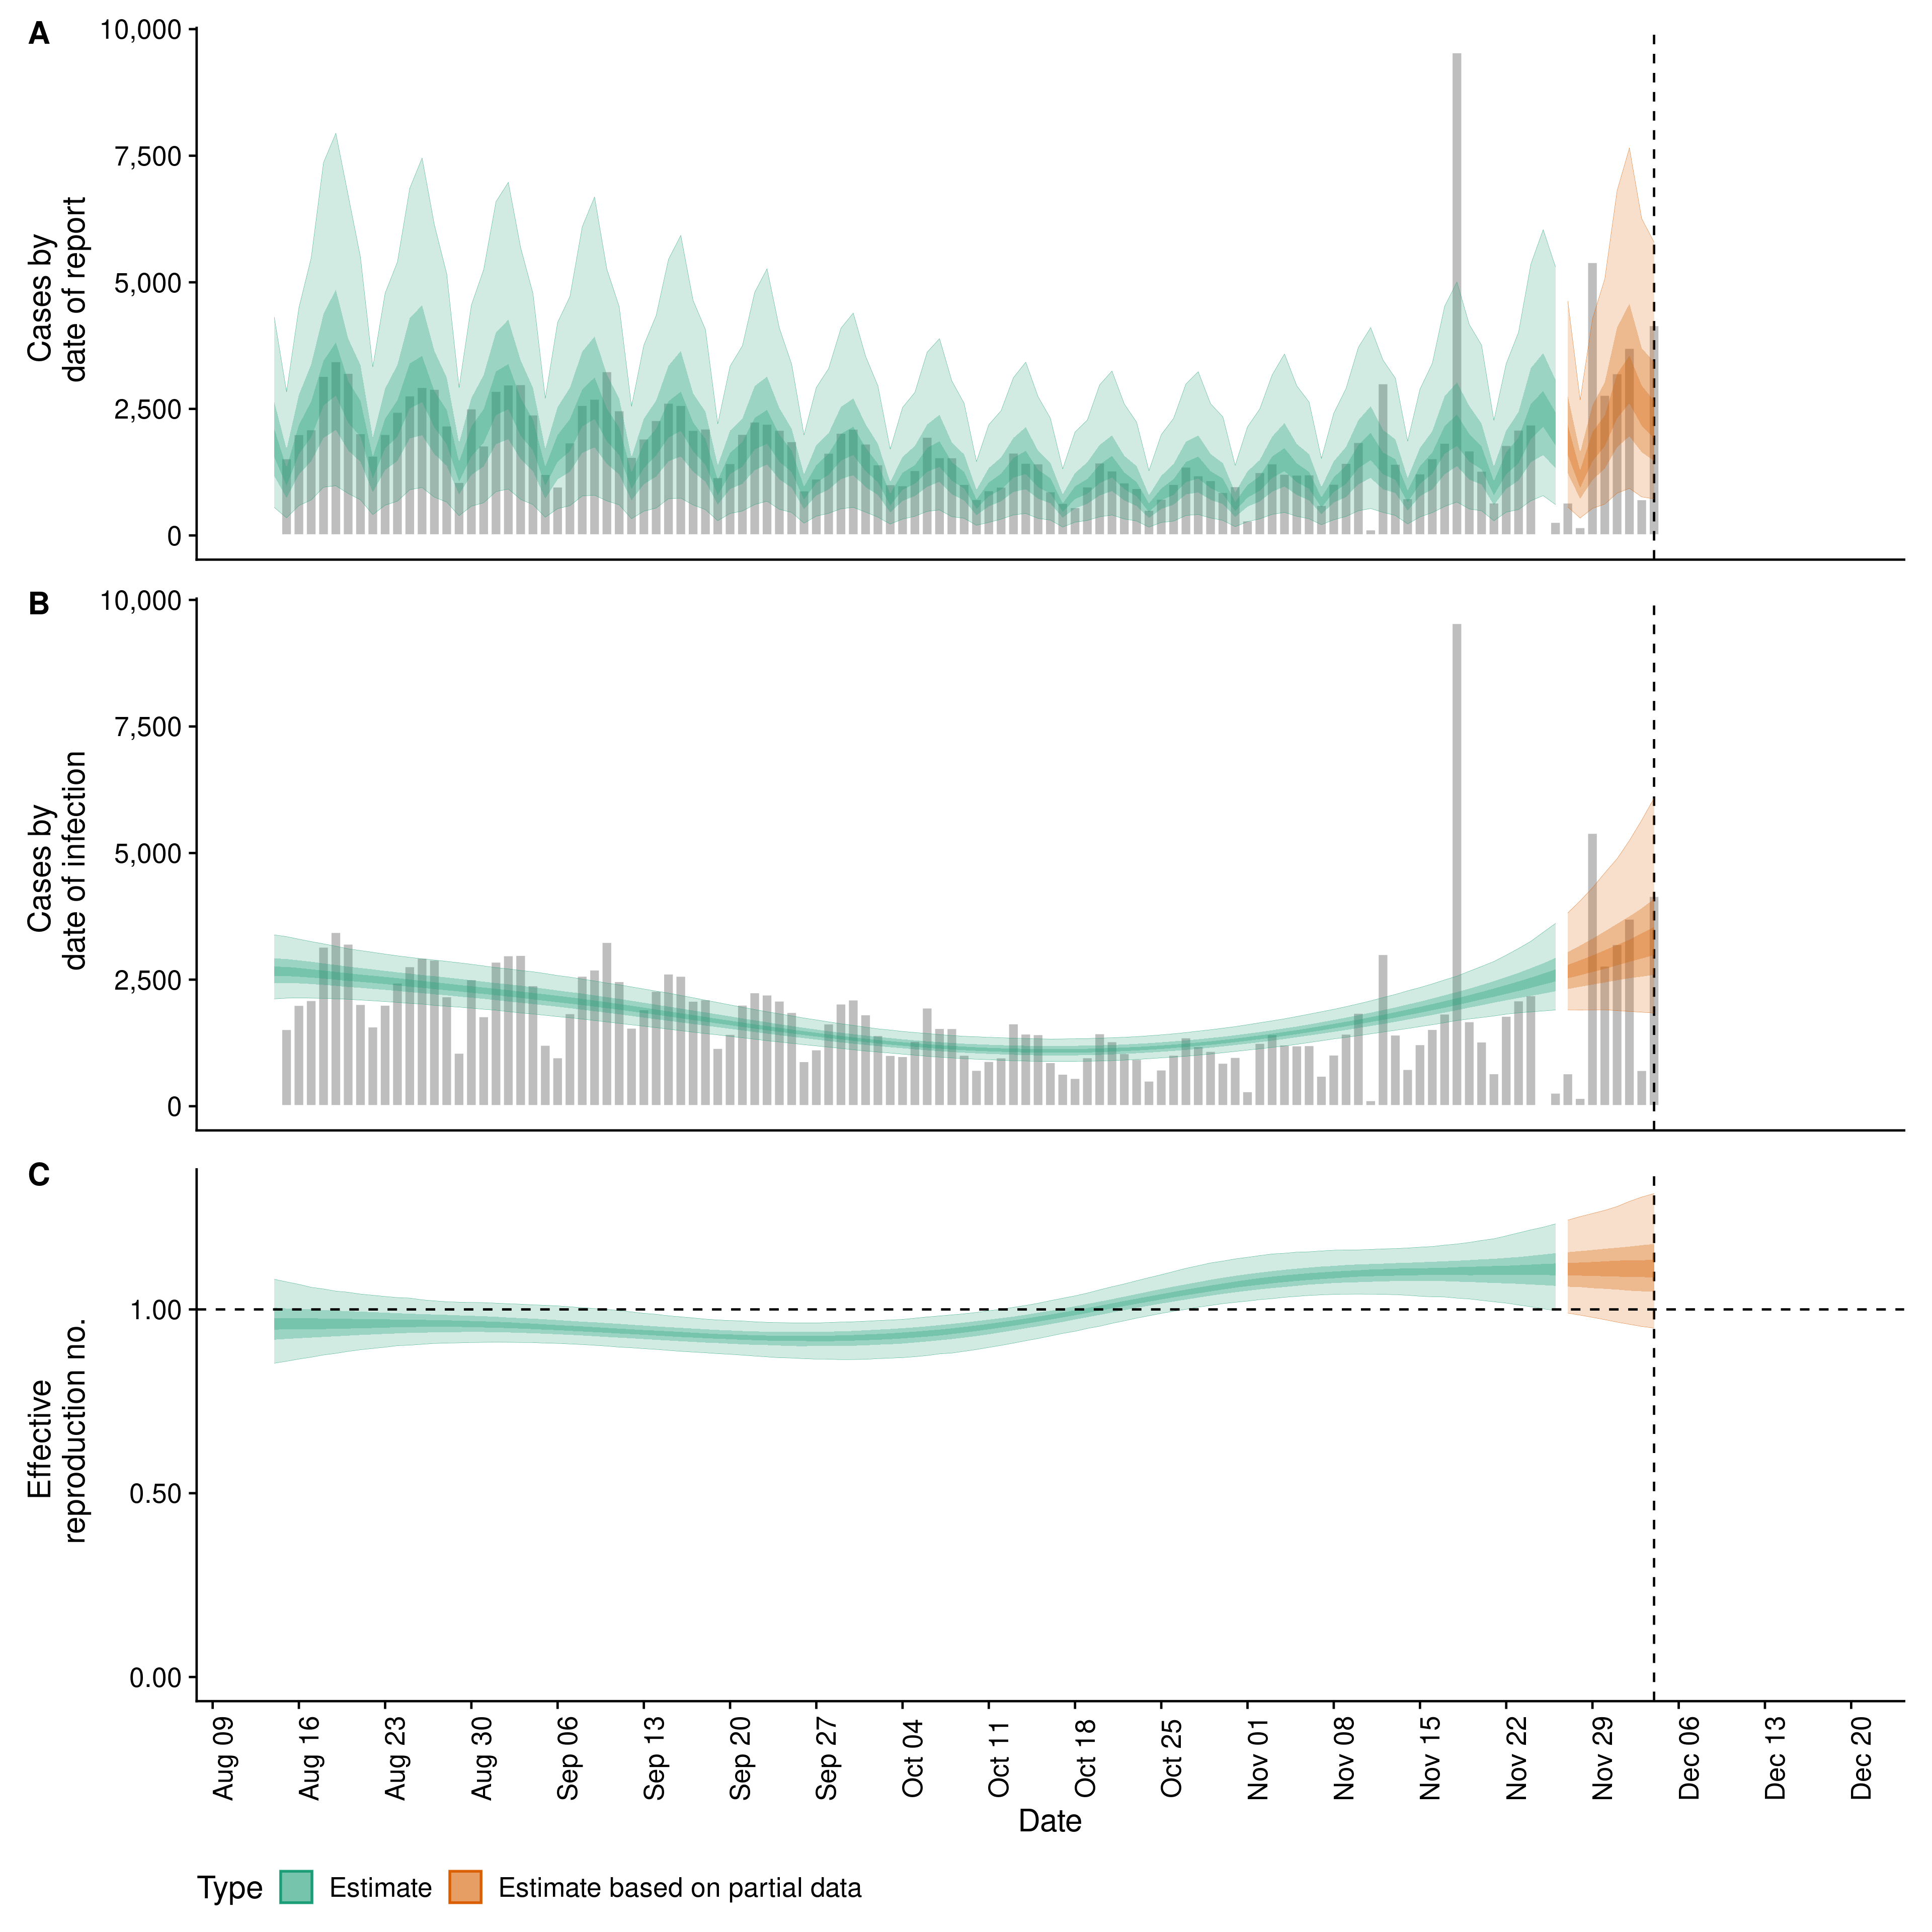 A
10,000
7,500
5,000
2,500
0
Cases by
date of report
B
10,000
7,500
5,000
2,500
0
Cases by
date of infection
C
1.00
0.50
0.00
Effective
reproduction no.
Aug 09
Aug 16
Aug 23
Aug 30
Sep 06
Sep 13
Sep 20
Sep 27
Oct 04
Oct 11
Oct 18
Oct 25
Nov 01
Nov 08
Nov 15
Nov 22
Nov 29
Dec 06
Dec 13
Dec 20
Date
Type Estimate Estimate based on partial data